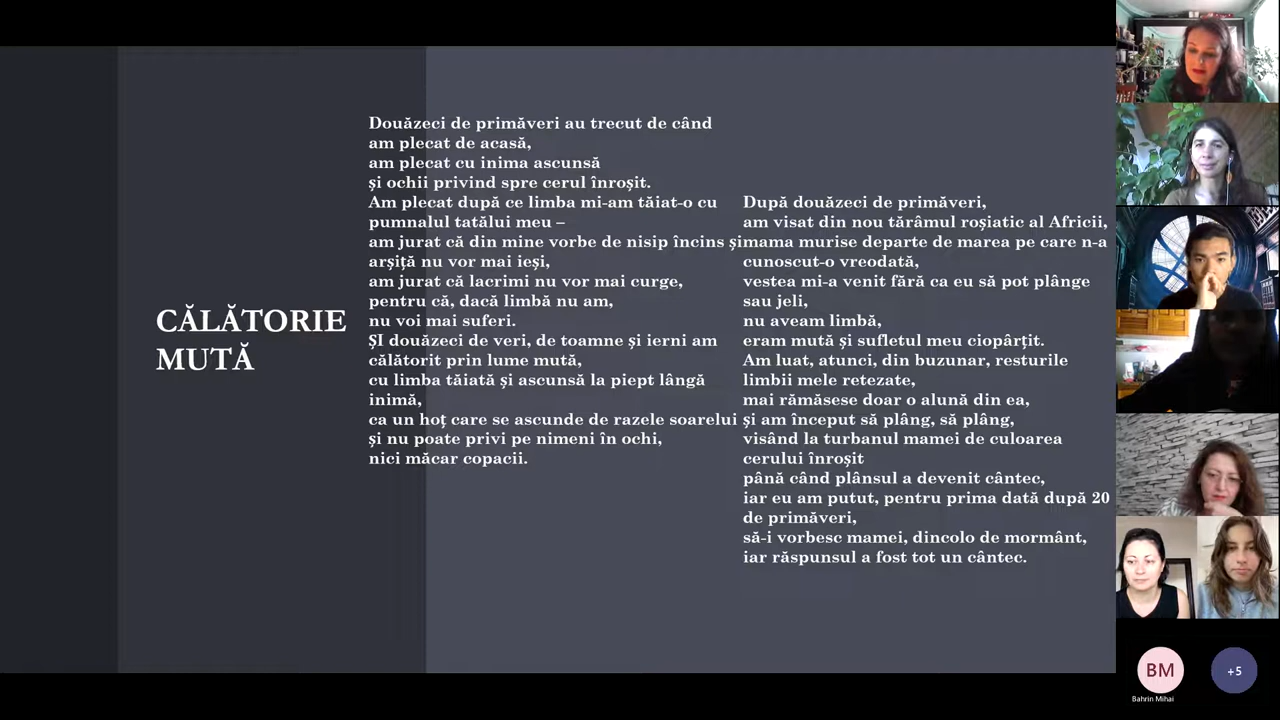 CĂLĂTORIE
MUTĂ
Douăzeci de primăveri au trecut de când
am plecat de acasă,
am plecat cu inima ascunsă
și ochii privind spre cerul înroșit.
Am plecat după ce limba mi-am tăiat-o cu
pumnalul tatălui meu –
am jurat că din mine vorbe de nisip încins și
arșiță nu vor mai ieși,
am jurat că lacrimi nu vor mai curge,
pentru că, dacă limbă nu am,
nu voi mai suferi.
ȘI douăzeci de veri, de toamne și ierni am
călătorit prin lume mută,
cu limba tăiată și ascunsă la piept lângă
inimă,
ca un hoț care se ascunde de razele soarelui
și nu poate privi pe nimeni în ochi,
nici măcar copacii.
După douăzeci de primăveri,
am visat din nou tărâmul roșiatic al Africii,
mama murise departe de marea pe care n-a
cunoscut-o vreodată,
vestea mi-a venit fără ca eu să pot plânge
sau jeli,
nu aveam limbă,
eram mută și sufletul meu ciopârțit.
Am luat, atunci, din buzunar, resturile
limbii mele retezate,
mai rămăsese doar o alună din ea,
și am început să plâng, să plâng,
visând la turbanul mamei de culoarea
cerului înroșit
până când plânsul a devenit cântec,
iar eu am putut, pentru prima dată după 20
de primăveri,
să-i vorbesc mamei, dincolo de mormânt,
iar răspunsul a fost tot un cântec.
BM
Bahrin Mihai
+5